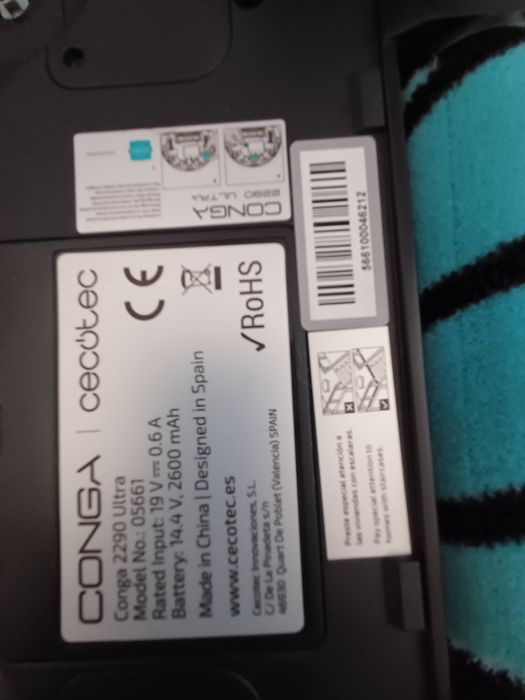 CONGA | cecotec
Conga 2290 Ultra
Model No.: 05661
Rated Input: 19 V ⎓ 0.6 A
Battery: 14.4 V, 2600 mAh
Made in China | Designed in Spain
www.cecotec.es
Cecotec Innovaciones, S.L.
C/ De La Pinadeta s/n
46930 Quart De Poblet (Valencia) SPAIN
CE
✓RoHS
CONGA
2290 ULTRA
566100046212
Preste especial atención a
las viviendas con escaleras.
Pay special attention to
homes with staircases.